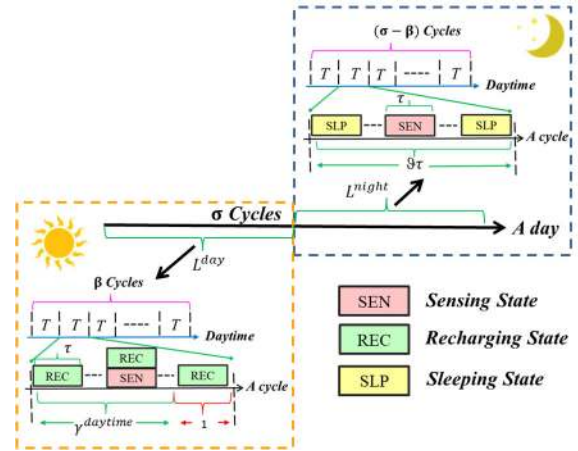 (σ − β) Cycles
T T T ----- T
Daytime
τ
SLP ---- SEN ---- SLP
A cycle
ϑτ
L^night
σ Cycles
A day
L^day
β Cycles
T T T ----- T
Daytime
τ
REC
REC ---- SEN ---- REC
A cycle
γ^daytime 1
SEN Sensing State
REC Recharging State
SLP Sleeping State